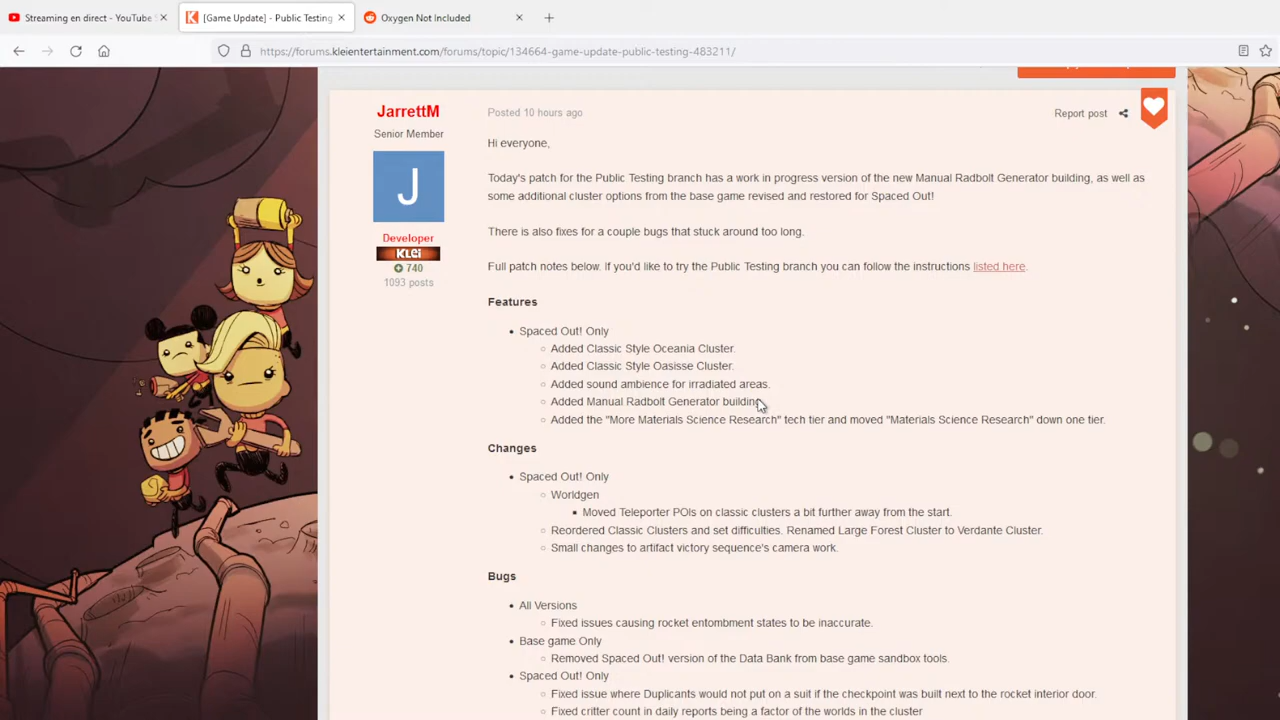 Streaming en direct - YouTube S
[Game Update] - Public Testing
Oxygen Not Included
https://forums.kleientertainment.com/forums/topic/134664-game-update-public-testing-483211/
JarrettM
Senior Member
J
Developer
KLei
740
1093 posts
Posted 10 hours ago
Report post
Hi everyone,
Today's patch for the Public Testing branch has a work in progress version of the new Manual Radbolt Generator building, as well as
some additional cluster options from the base game revised and restored for Spaced Out!
There is also fixes for a couple bugs that stuck around too long.
Full patch notes below. If you'd like to try the Public Testing branch you can follow the instructions listed here.
Features
Spaced Out! Only
Added Classic Style Oceania Cluster.
Added Classic Style Oasisse Cluster.
Added sound ambience for irradiated areas.
Added Manual Radbolt Generator building
Added the "More Materials Science Research" tech tier and moved "Materials Science Research" down one tier.
Changes
Spaced Out! Only
Worldgen
Moved Teleporter POIs on classic clusters a bit further away from the start.
Reordered Classic Clusters and set difficulties. Renamed Large Forest Cluster to Verdante Cluster.
Small changes to artifact victory sequence's camera work.
Bugs
All Versions
Fixed issues causing rocket entombment states to be inaccurate.
Base game Only
Removed Spaced Out! version of the Data Bank from base game sandbox tools.
Spaced Out! Only
Fixed issue where Duplicants would not put on a suit if the checkpoint was built next to the rocket interior door.
Fixed critter count in daily reports being a factor of the worlds in the cluster